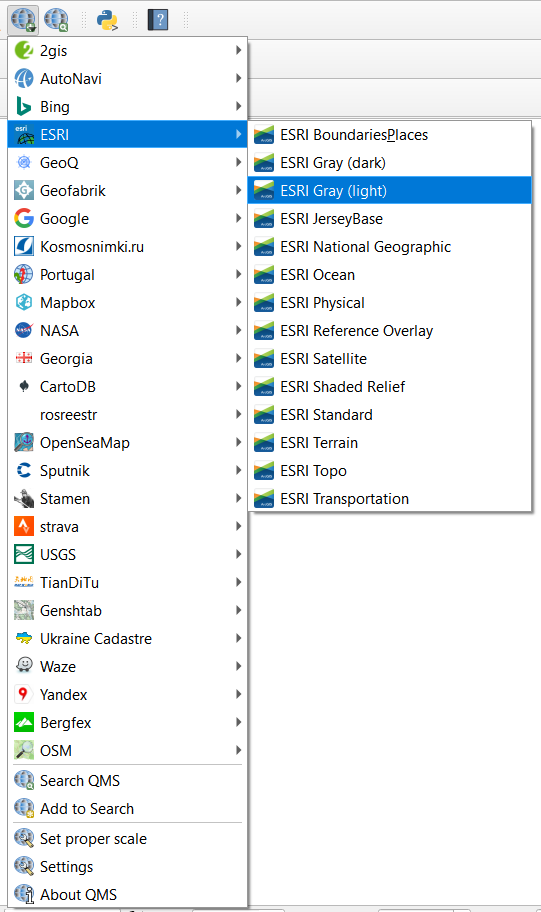 2gis
AutoNavi
Bing
ESRI
GeoQ
Geofabrik
Google
Kosmosnimki.ru
Portugal
Mapbox
NASA
Georgia
CartoDB
rosreestr
OpenSeaMap
Sputnik
Stamen
strava
USGS
TianDiTu
Genshtab
Ukraine Cadastre
Waze
Yandex
Bergfex
OSM
Search QMS
Add to Search
Set proper scale
Settings
About QMS
ESRI BoundariesPlaces
ESRI Gray (dark)
ESRI Gray (light)
ESRI JerseyBase
ESRI National Geographic
ESRI Ocean
ESRI Physical
ESRI Reference Overlay
ESRI Satellite
ESRI Shaded Relief
ESRI Standard
ESRI Terrain
ESRI Topo
ESRI Transportation